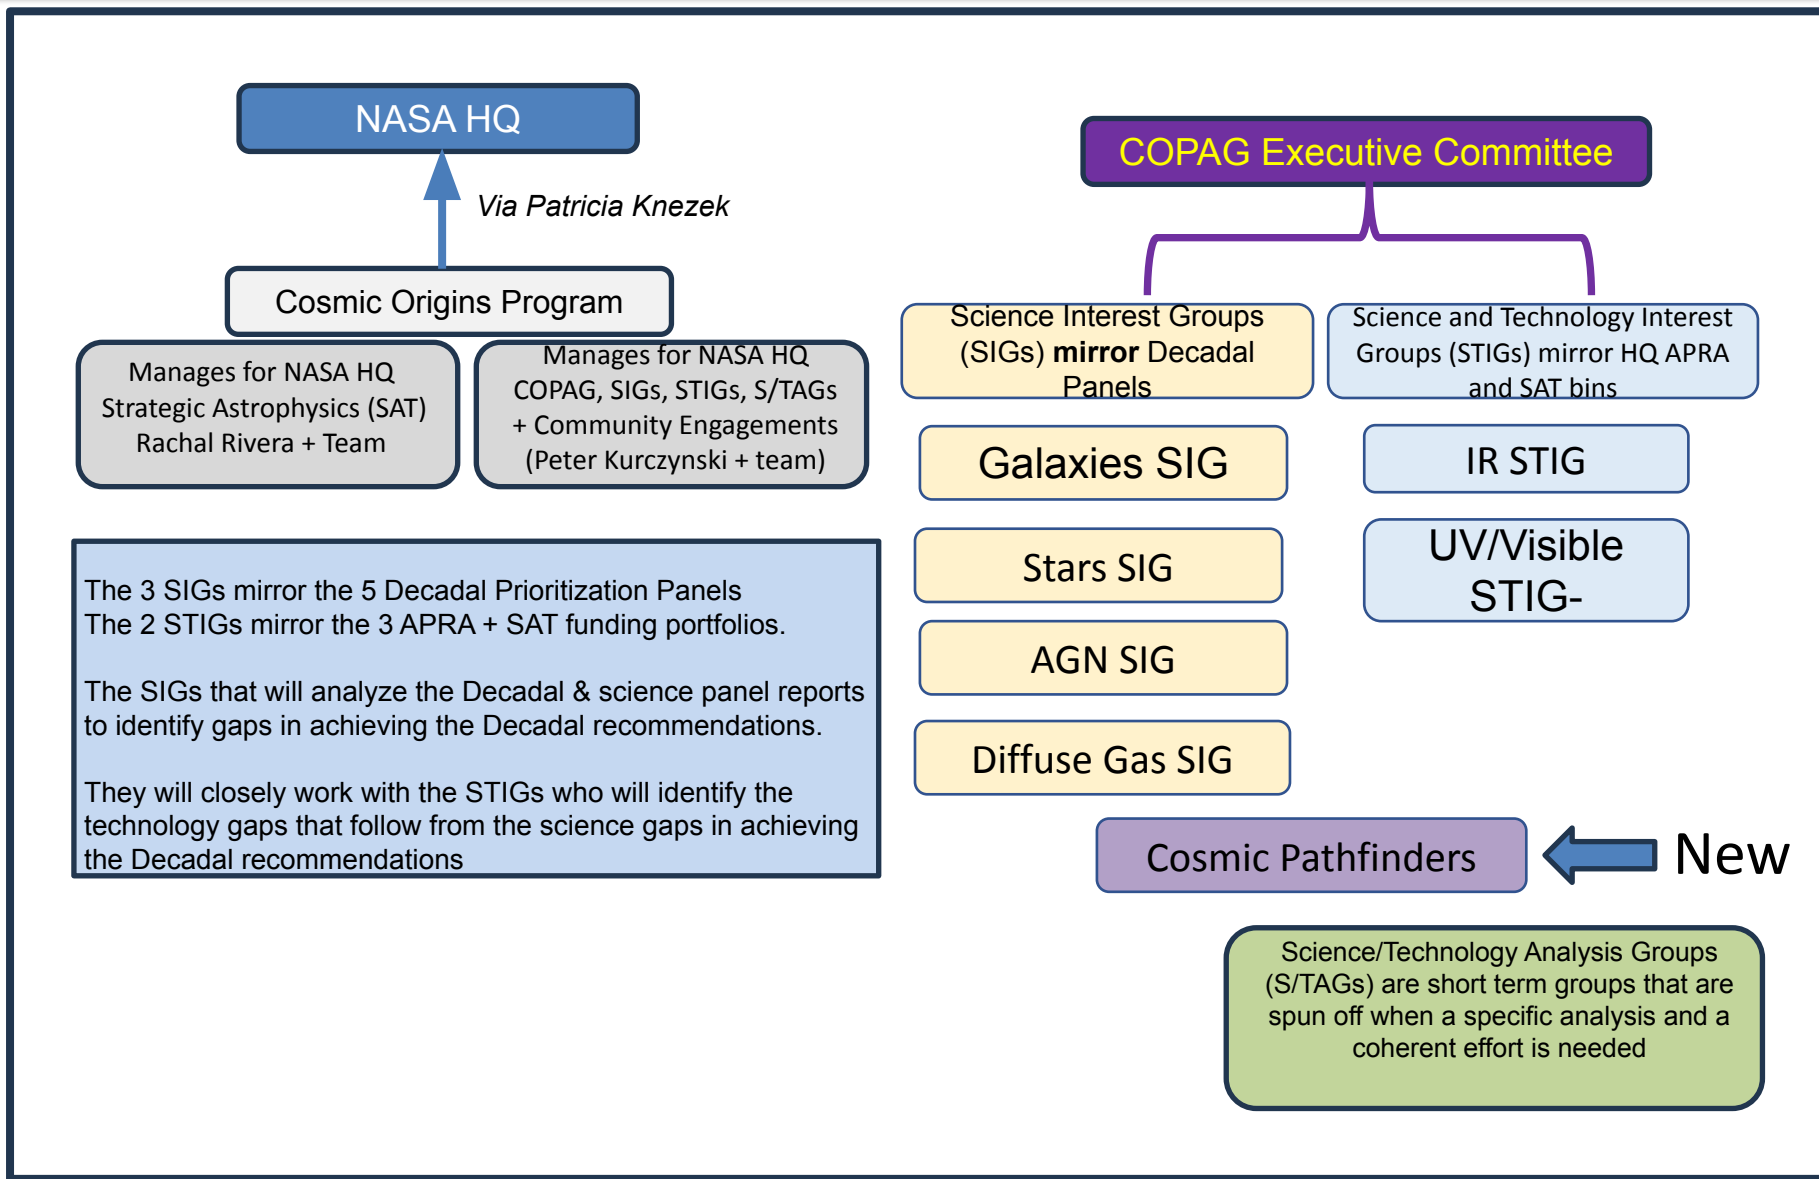 NASA HQ
Via Patricia Knezek
Cosmic Origins Program
Manages for NASA HQ
Strategic Astrophysics (SAT)
Rachal Rivera + Team
Manages for NASA HQ
COPAG, SIGs, STIGs, S/TAGs
+ Community Engagements
(Peter Kurczynski + team)
The 3 SIGs mirror the 5 Decadal Prioritization Panels
The 2 STIGs mirror the 3 APRA + SAT funding portfolios.
The SIGs that will analyze the Decadal & science panel reports
to identify gaps in achieving the Decadal recommendations.
They will closely work with the STIGs who will identify the
technology gaps that follow from the science gaps in achieving
the Decadal recommendations
COPAG Executive Committee
Science Interest Groups
(SIGs) mirror Decadal
Panels
Science and Technology Interest
Groups (STIGs) mirror HQ APRA
and SAT bins
Galaxies SIG
Stars SIG
AGN SIG
Diffuse Gas SIG
IR STIG
UV/Visible
STIG-
Cosmic Pathfinders
New
Science/Technology Analysis Groups
(S/TAGs) are short term groups that are
spun off when a specific analysis and a
coherent effort is needed